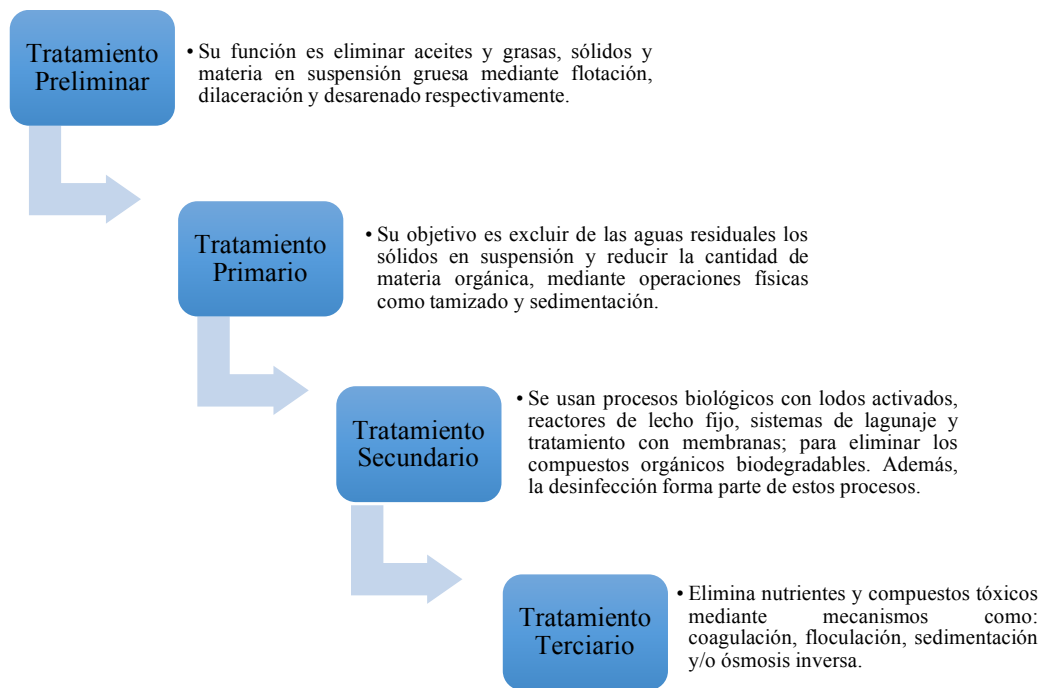 Tratamiento
Preliminar
• Su función es eliminar aceites y grasas, sólidos y
materia en suspensión gruesa mediante flotación,
dilaceración y desarenado respectivamente.
Tratamiento
Primario
• Su objetivo es excluir de las aguas residuales los
sólidos en suspensión y reducir la cantidad de
materia orgánica, mediante operaciones físicas
como tamizado y sedimentación.
Tratamiento
Secundario
• Se usan procesos biológicos con lodos activados,
reactores de lecho fijo, sistemas de lagunaje y
tratamiento con membranas; para eliminar los
compuestos orgánicos biodegradables. Además,
la desinfección forma parte de estos procesos.
Tratamiento
Terciario
• Elimina nutrientes y compuestos tóxicos
mediante mecanismos como:
coagulación, floculación, sedimentación
y/o ósmosis inversa.